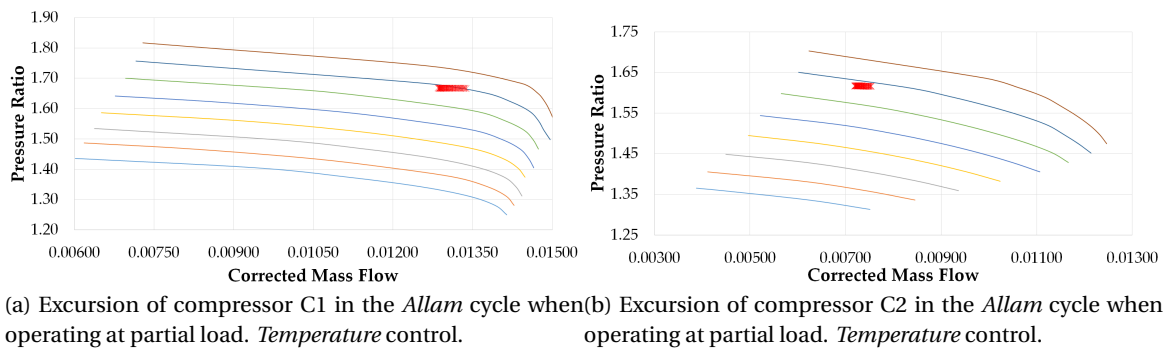 1.90
1.80
1.70
1.60
1.50
1.40
1.30
1.20
Pressure Ratio
0.00600 0.00750 0.00900 0.01050 0.01200 0.01350 0.01500
Corrected Mass Flow
(a) Excursion of compressor C1 in the Allam cycle when
operating at partial load. Temperature control.
1.75
1.65
1.55
1.45
1.35
1.25
Pressure Ratio
0.00300 0.00500 0.00700 0.00900 0.01100 0.01300
Corrected Mass Flow
(b) Excursion of compressor C2 in the Allam cycle when
operating at partial load. Temperature control.